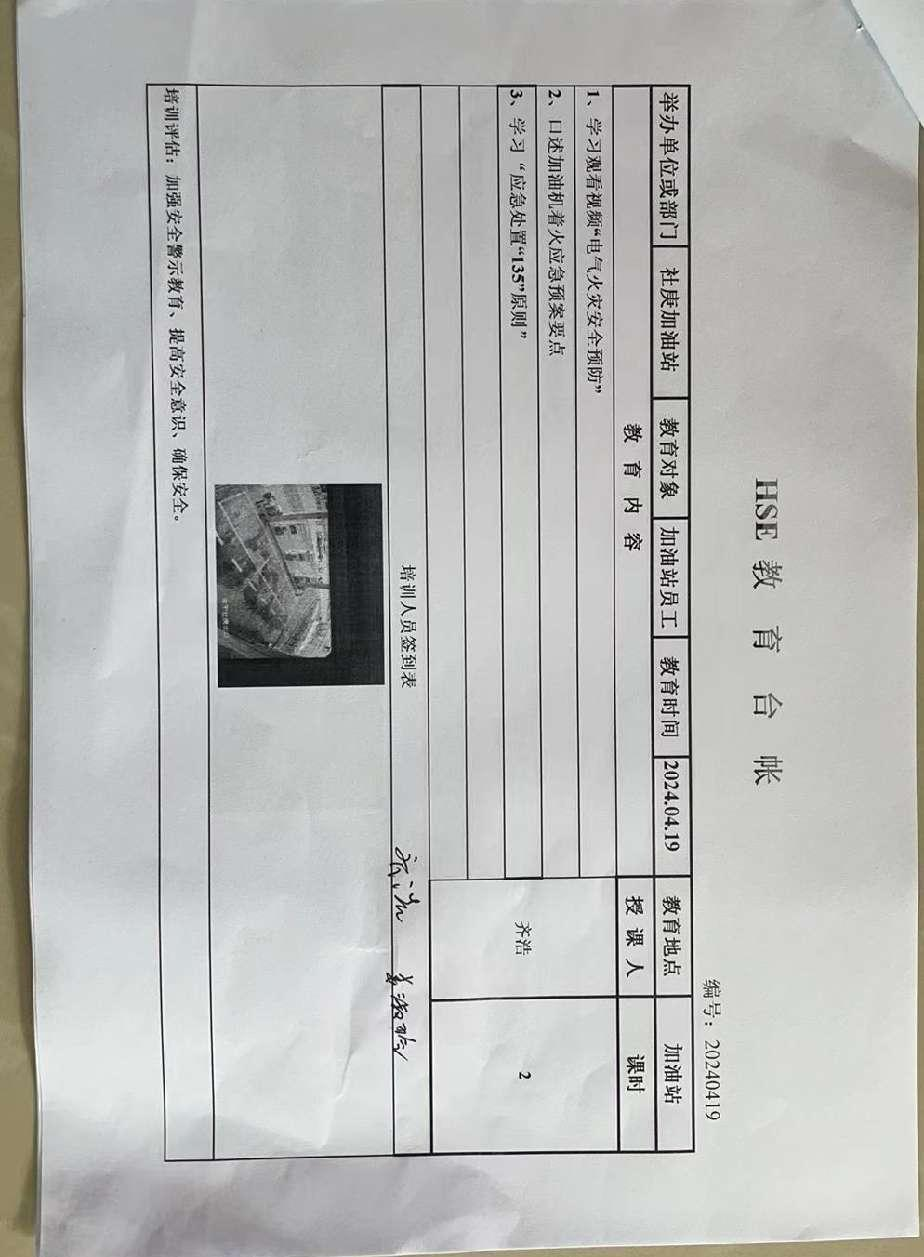 HSE 教 育 台 帐
编号：20240419
举办单位或部门 社庚加油站 教育对象 加油站员工 教育时间 2024.04.19 教育地点 加油站
教 育 内 容 授 课 人 课时
1、学习观看视频“电气火灾安全预防”
2、口述加油机着火应急预案要点
3、学习“应急处置“135”原则”
齐浩 2
培训人员签到表
培训评估：加强安全警示教育、提高安全意识、确保安全。